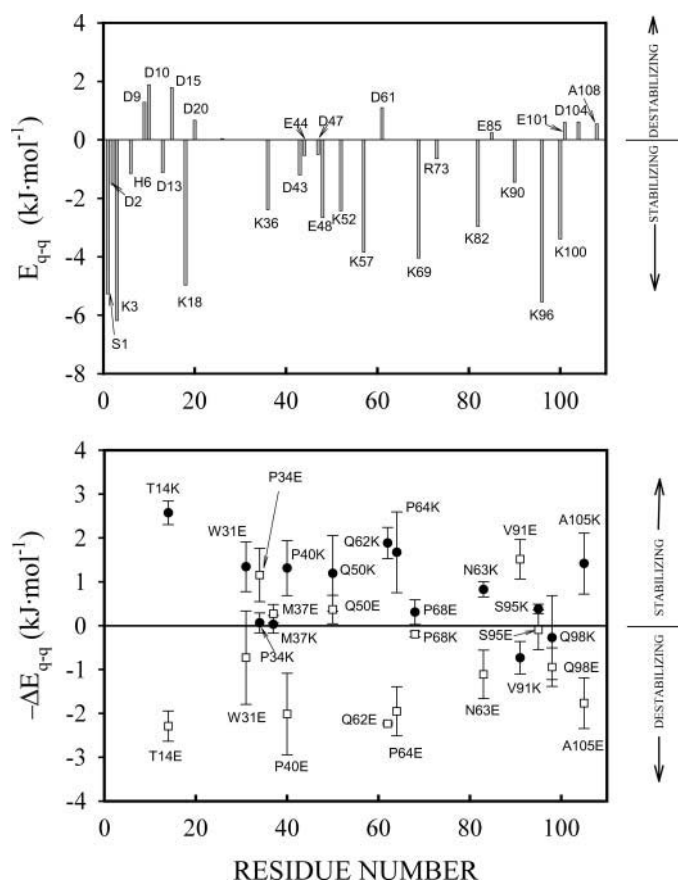 4
2
0
-2
-4
-6
-8
E_q-q (kJ·mol⁻¹)
D10
D9
D15
D20
D61
E44
D47
E85
E101
D104
A108
H6
D13
D2
K3
S1
K18
K36
D43
E48
K52
K57
K69
R73
K82
K90
K96
K100
0 20 40 60 80 100
DESTABILIZING
STABILIZING
4
3
2
1
0
-1
-2
-3
-4
−ΔE_q-q (kJ·mol⁻¹)
T14K
P34E
W31E
P40K
Q62K
P64K
Q50K
V91E
A105K
N63K
M37E
Q50E
P68E
S95K
M37K
P68K
S95E
Q98K
P34K
W31E
V91K
Q98E
T14E
P40E
Q62E
P64E
N63E
A105E
0 20 40 60 80 100
RESIDUE NUMBER
STABILIZING
DESTABILIZING